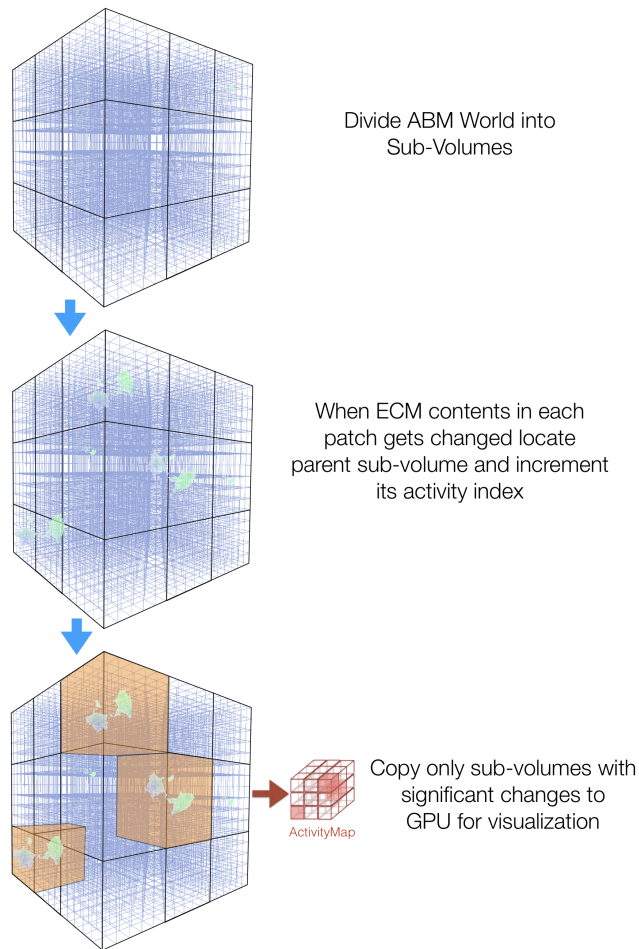 Divide ABM World into
Sub-Volumes
When ECM contents in each
patch gets changed locate
parent sub-volume and increment
its activity index
Copy only sub-volumes with
significant changes to
GPU for visualization
ActivityMap